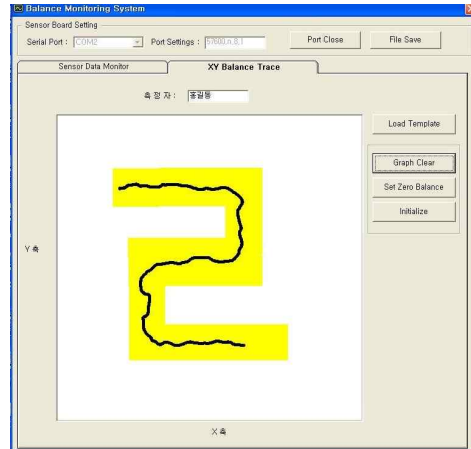 Balance Monitoring System
Sensor Board Setting
Serial Port : COM2 Port Settings : 57600,n,8,1 Port Close File Save
Sensor Data Monitor XY Balance Trace
측 정 자 : 홍길동
Load Template
Graph Clear
Set Zero Balance
Initialize
Y 축
X 축